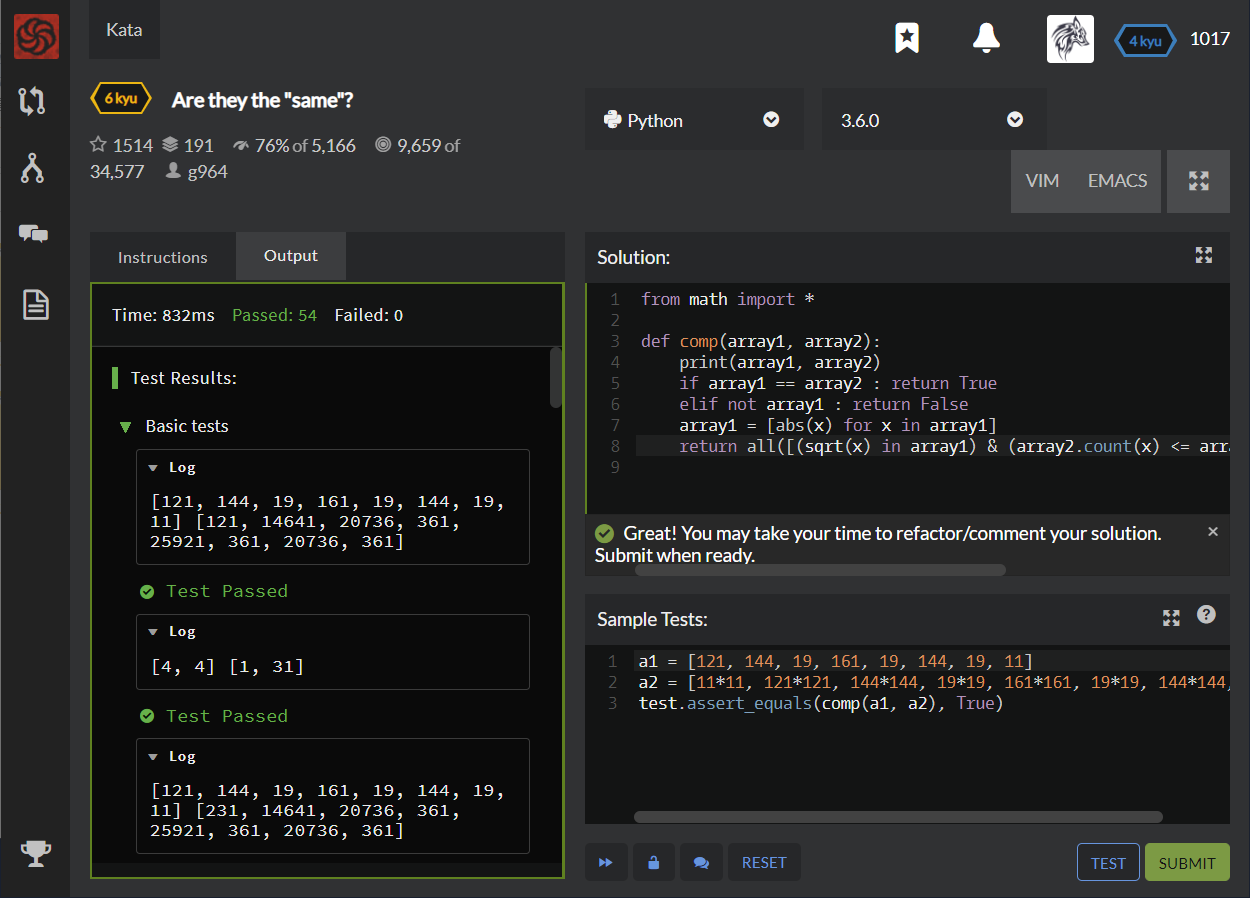 Kata
4 kyu 1017
6 kyu Are they the "same"?
1514 191 76% of 5,166 9,659 of
34,577 g964
Python 3.6.0
VIM EMACS
Instructions Output
Time: 832ms Passed: 54 Failed: 0
Test Results:
Basic tests
Log
[121, 144, 19, 161, 19, 144, 19,
11] [121, 14641, 20736, 361,
25921, 361, 20736, 361]
Test Passed
Log
[4, 4] [1, 31]
Test Passed
Log
[121, 144, 19, 161, 19, 144, 19,
11] [231, 14641, 20736, 361,
25921, 361, 20736, 361]
Solution:
1 from math import *
2
3 def comp(array1, array2):
4 print(array1, array2)
5 if array1 == array2 : return True
6 elif not array1 : return False
7 array1 = [abs(x) for x in array1]
8 return all([(sqrt(x) in array1) & (array2.count(x) <= arr
9
Great! You may take your time to refactor/comment your solution.
Submit when ready.
Sample Tests:
1 a1 = [121, 144, 19, 161, 19, 144, 19, 11]
2 a2 = [11*11, 121*121, 144*144, 19*19, 161*161, 19*19, 144*144,
3 test.assert_equals(comp(a1, a2), True)
RESET TEST SUBMIT